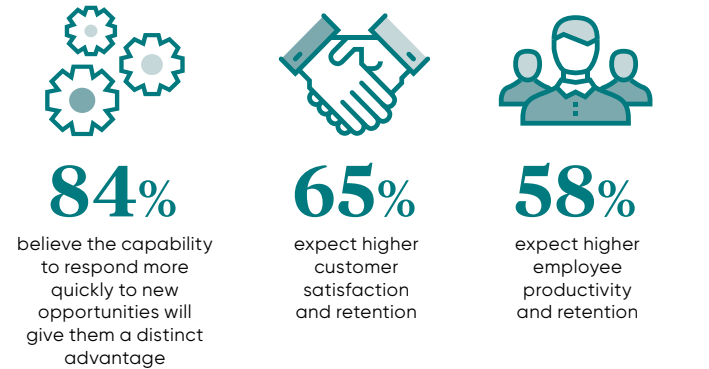 84%
believe the capability
to respond more
quickly to new
opportunities will
give them a distinct
advantage
65%
expect higher
customer
satisfaction
and retention
58%
expect higher
employee
productivity
and retention